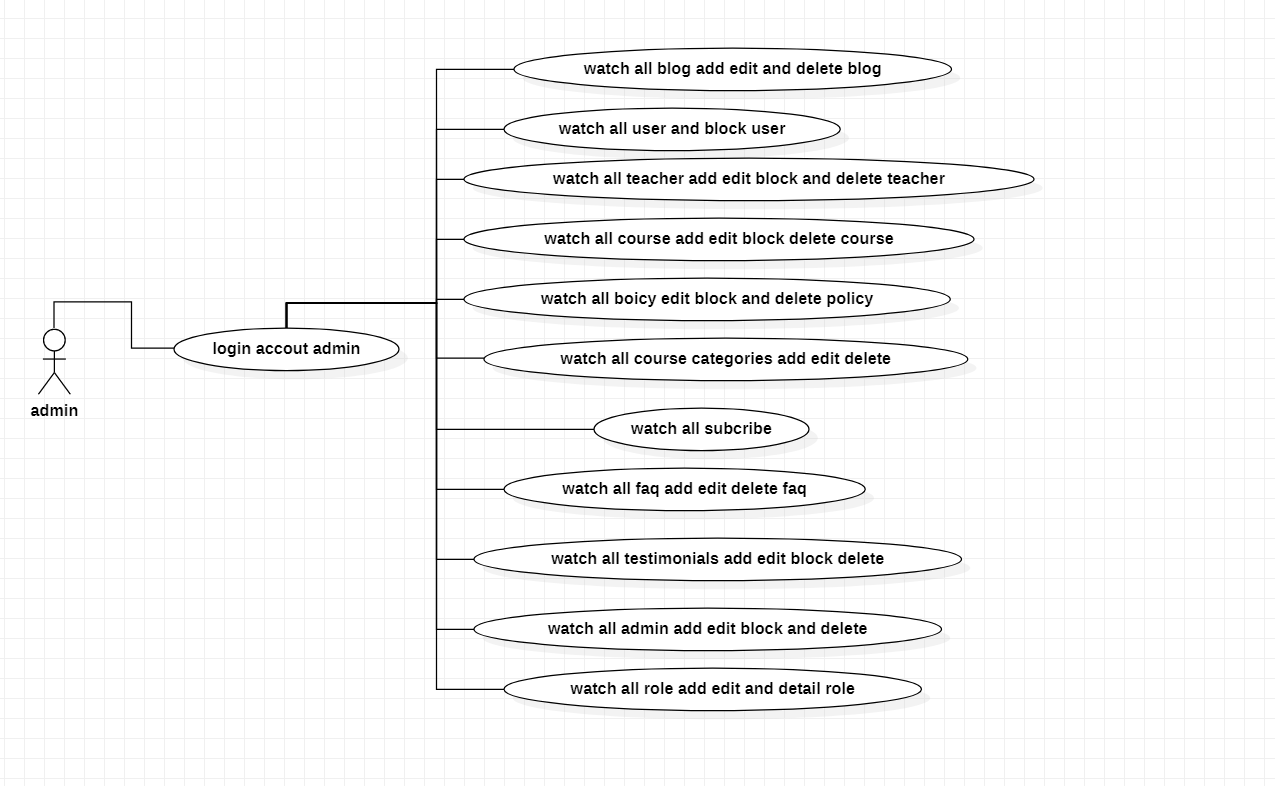 watch all blog add edit and delete blog
watch all user and block user
watch all teacher add edit block and delete teacher
watch all course add edit block delete course
watch all boicy edit block and delete policy
login accout admin
watch all course categories add edit delete
admin
watch all subcribe
watch all faq add edit delete faq
watch all testimonials add edit block delete
watch all admin add edit block and delete
watch all role add edit and detail role